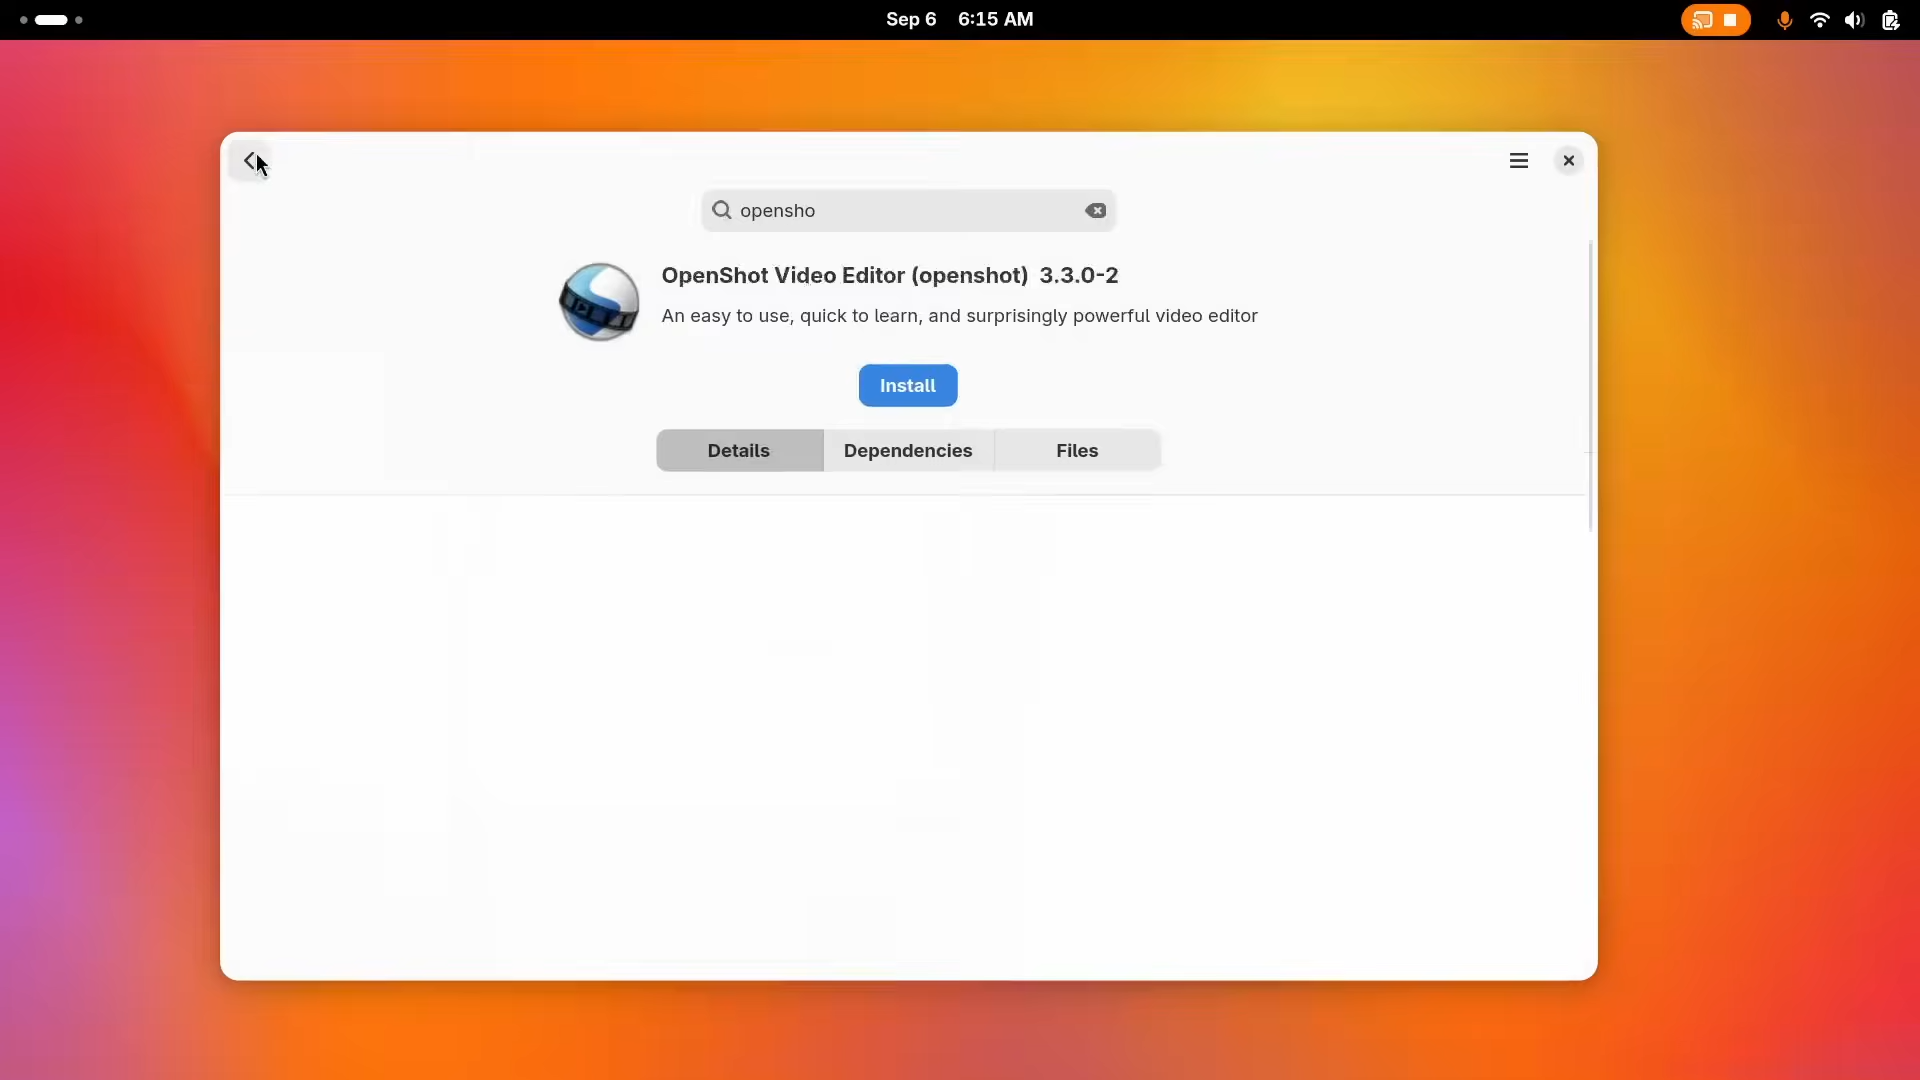 Sep 6 6:15 AM
opensho
OpenShot Video Editor (openshot) 3.3.0-2
An easy to use, quick to learn, and surprisingly powerful video editor
Install
Details Dependencies Files